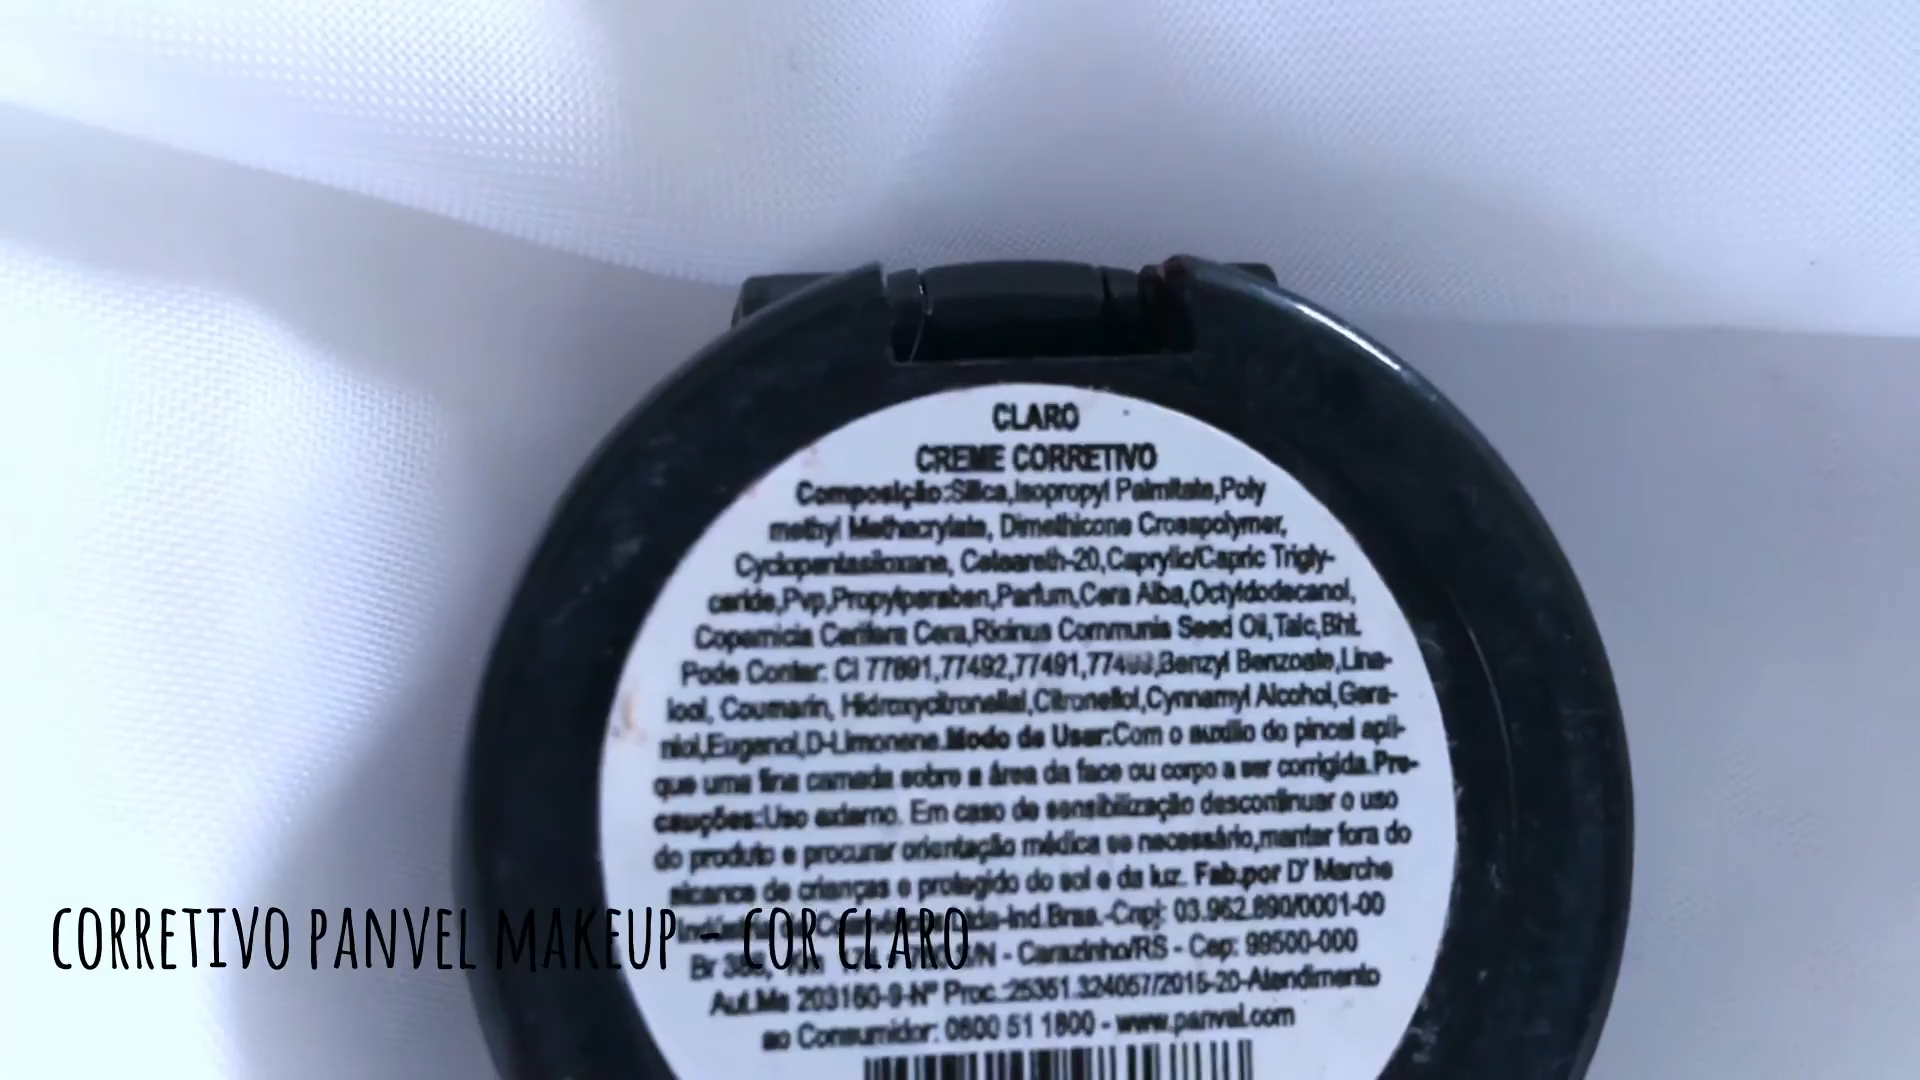 CLARO
CREME CORRETIVO
Composição:Silica,Isopropyl Palmitate,Poly
methyl Methacrylate, Dimethicone Crosspolymer,
Cyclopentasiloxane, Ceteareth-20,Caprylic/Capric Trigly-
ceride,Pvp,Propylparaben,Parfum,Cera Alba,Octyldodecanol,
Copernicia Cerifera Cera,Ricinus Communis Seed Oil,Talc,Bht.
Pode Conter: CI 77891,77492,77491,Benzyl Benzoate,Lina-
lool, Coumarin, Hidroxycitronellal,Citronellol,Cynnamyl Alcohol,Gera-
niol,Eugenol,D-Limonene.Modo de Usar:Com o auxílio do pincel apli-
que uma fina camada sobre a área da face ou corpo a ser corrigida.Pre-
cauções:Uso externo. Em caso de sensibilização descontinuar o uso
do produto e procurar orientação médica se necessário,manter fora do
alcance de crianças e protegido do sol e da luz. Fab.por D' Marche
Ind.Bras.-Cnpj: 03.962.890/0001-00
Br - Carazinho/RS - Cep: 99500-000
Aut.Ms 203160-9-Nº Proc.:25351.324057/2015-20-Atendimento
ao Consumidor: 0800 51 1800 - www.panvel.com
CORRETIVO PANVEL MAKEUP - COR CLARO